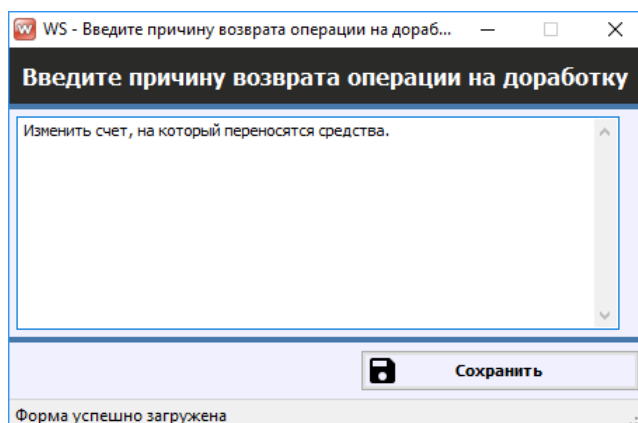 WS - Введите причину возврата операции на дораб...
Введите причину возврата операции на доработку
Изменить счет, на который переносятся средства.
Сохранить
Форма успешно загружена